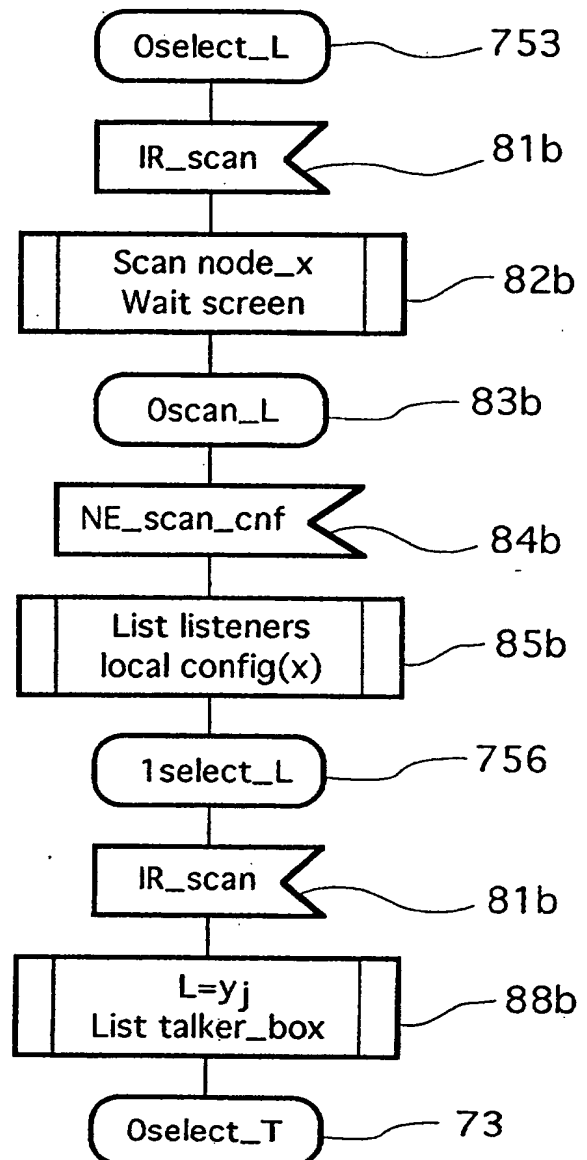 0select_L
753
IR_scan
81b
Scan node_x
Wait screen
82b
0scan_L
83b
NE_scan_cnf
84b
List listeners
local config(x)
85b
1select_L
756
IR_scan
81b
L=yj
List talker_box
88b
0select_T
73